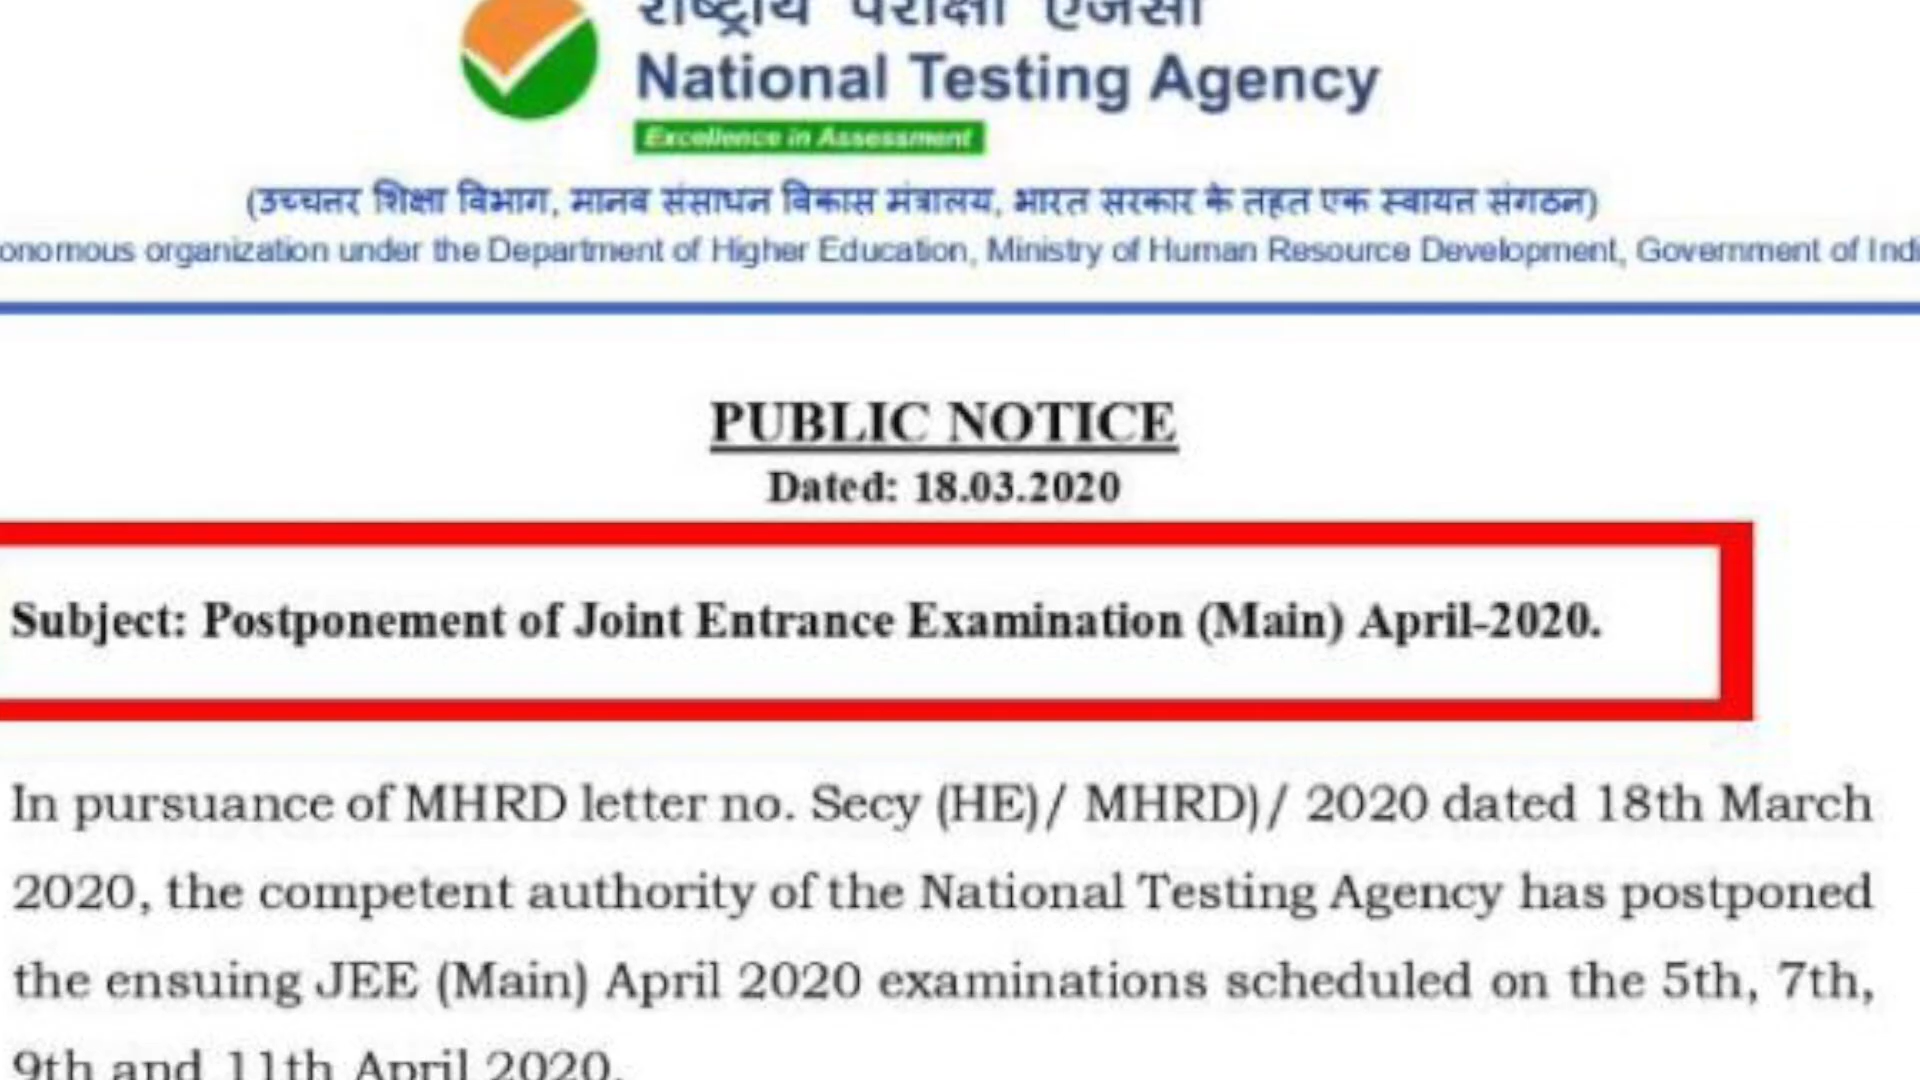 राष्ट्रीय परीक्षा एजेंसी
National Testing Agency
Excellence in Assessment
(उच्चतर शिक्षा विभाग, मानव संसाधन विकास मंत्रालय, भारत सरकार के तहत एक स्वायत्त संगठन)
onomous organization under the Department of Higher Education, Ministry of Human Resource Development, Government of Indi
PUBLIC NOTICE
Dated: 18.03.2020
Subject: Postponement of Joint Entrance Examination (Main) April-2020.
In pursuance of MHRD letter no. Secy (HE)/ MHRD)/ 2020 dated 18th March
2020, the competent authority of the National Testing Agency has postponed
the ensuing JEE (Main) April 2020 examinations scheduled on the 5th, 7th,
9th and 11th April 2020.